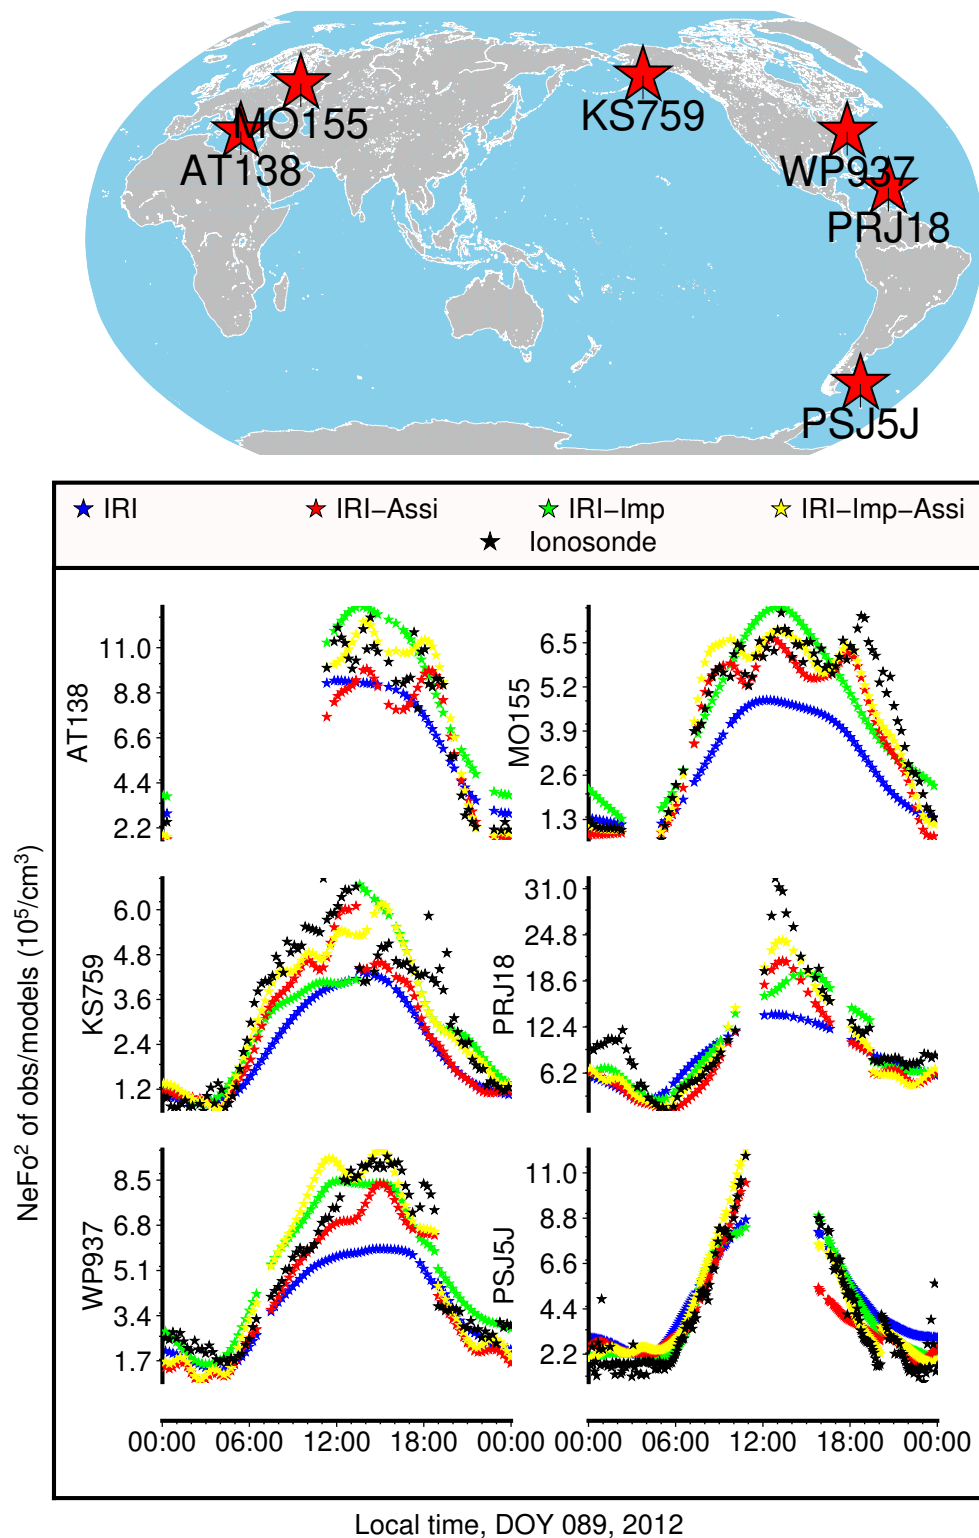 MO155
KS759
AT138
WP937
PRJ18
PSJ5J
IRI
IRI−Assi
IRI−Imp
IRI−Imp−Assi
Ionosonde
NeFo² of obs/models (10⁵/cm³)
AT138
11.0
8.8
6.6
4.4
2.2
MO155
6.5
5.2
3.9
2.6
1.3
KS759
6.0
4.8
3.6
2.4
1.2
PRJ18
31.0
24.8
18.6
12.4
6.2
WP937
8.5
6.8
5.1
3.4
1.7
PSJ5J
11.0
8.8
6.6
4.4
2.2
00:00 06:00 12:00 18:00 00:00
00:00 06:00 12:00 18:00 00:00
Local time, DOY 089, 2012